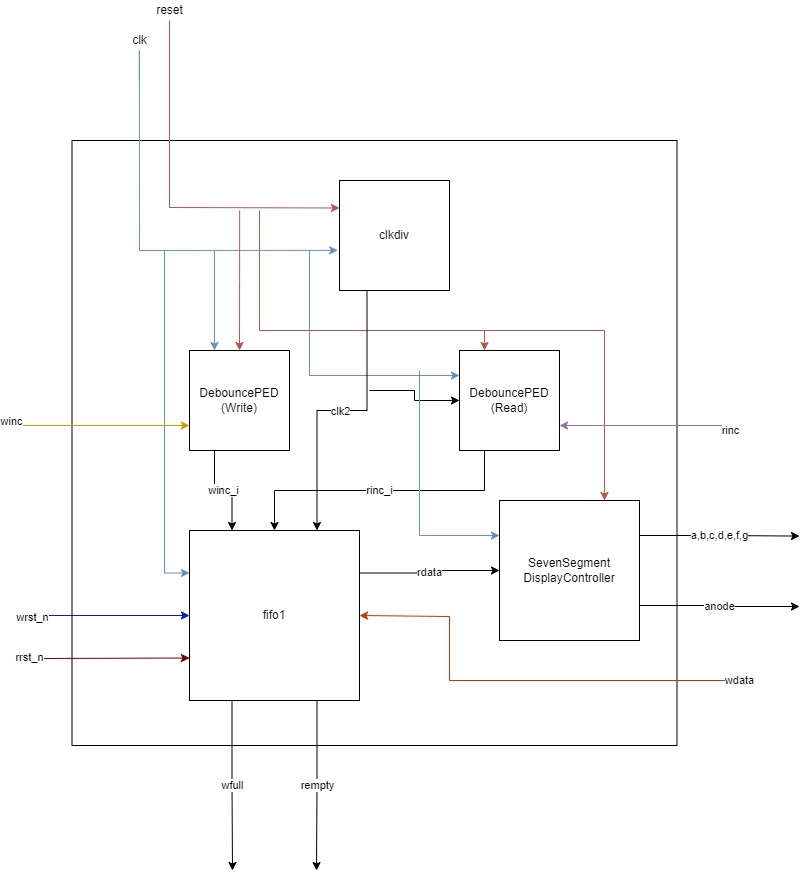 reset
clk
clkdiv
DebouncePED
(Write)
DebouncePED
(Read)
clk2
winc
rinc
winc_i
rinc_i
a,b,c,d,e,f,g
SevenSegment
DisplayController
rdata
anode
fifo1
wrst_n
rrst_n
wdata
wfull
rempty